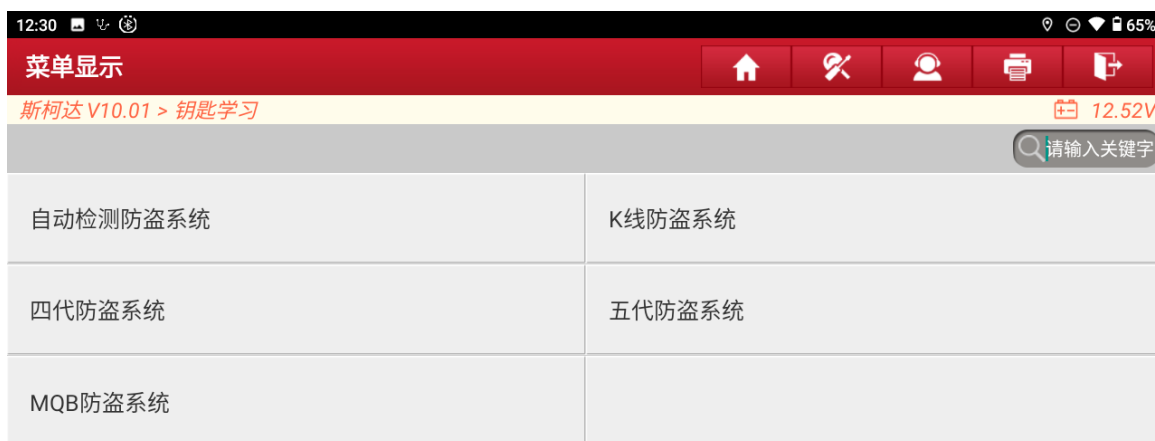 12:30 65%
菜单显示
斯柯达 V10.01 > 钥匙学习 12.52V
请输入关键字
自动检测防盗系统 K线防盗系统
四代防盗系统 五代防盗系统
MQB防盗系统